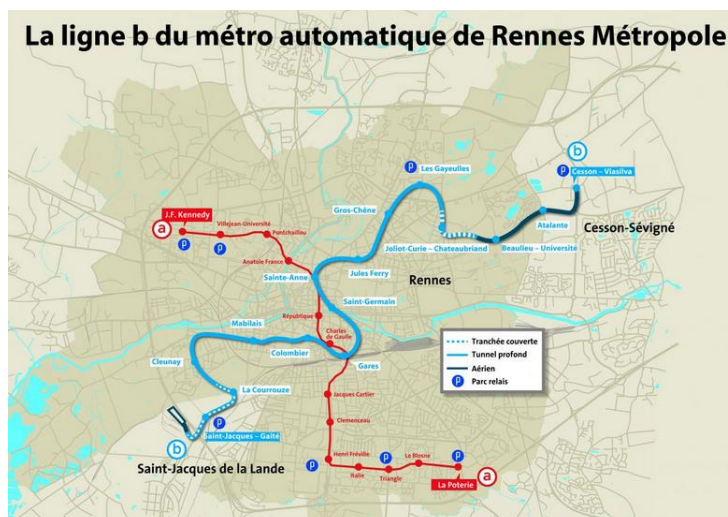 La ligne b du métro automatique de Rennes Métropole
b
P
Cesson – Viasilva
P
Les Gayeulles
J.F. Kennedy
a
Villejean-Université
P
P
Pontchaillou
Gros-Chêne
Atalante
Cesson-Sévigné
Joliot-Curie – Chateaubriand
Beaulieu – Université
Anatole France
Jules Ferry
Sainte-Anne
Rennes
Saint-Germain
République
Mabilais
Charles
de Gaulle
Colombier
Cleunay
Gares
Tranchée couverte
Tunnel profond
Aérien
P
Parc relais
La Courrouze
Jacques Cartier
Clemenceau
P
Saint-Jacques – Gaîté
b
Saint-Jacques de la Lande
P
Henri Fréville
Italie
P
Triangle
Le Blosne
P
La Poterie
a